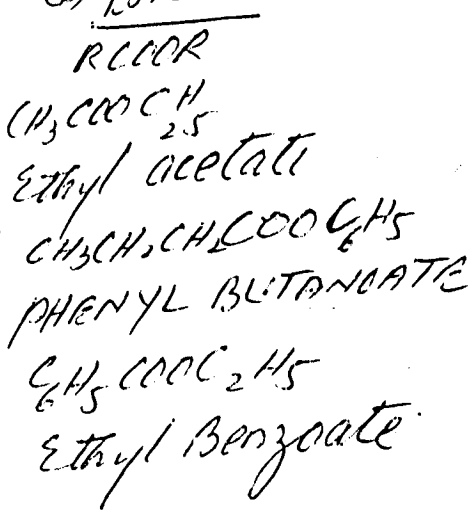 RCOOR
CH3COOC2H5
Ethyl acetate
CH3CH2CH2COOC6H5
PHENYL BUTANOATE
C6H5COOC2H5
Ethyl Benzoate